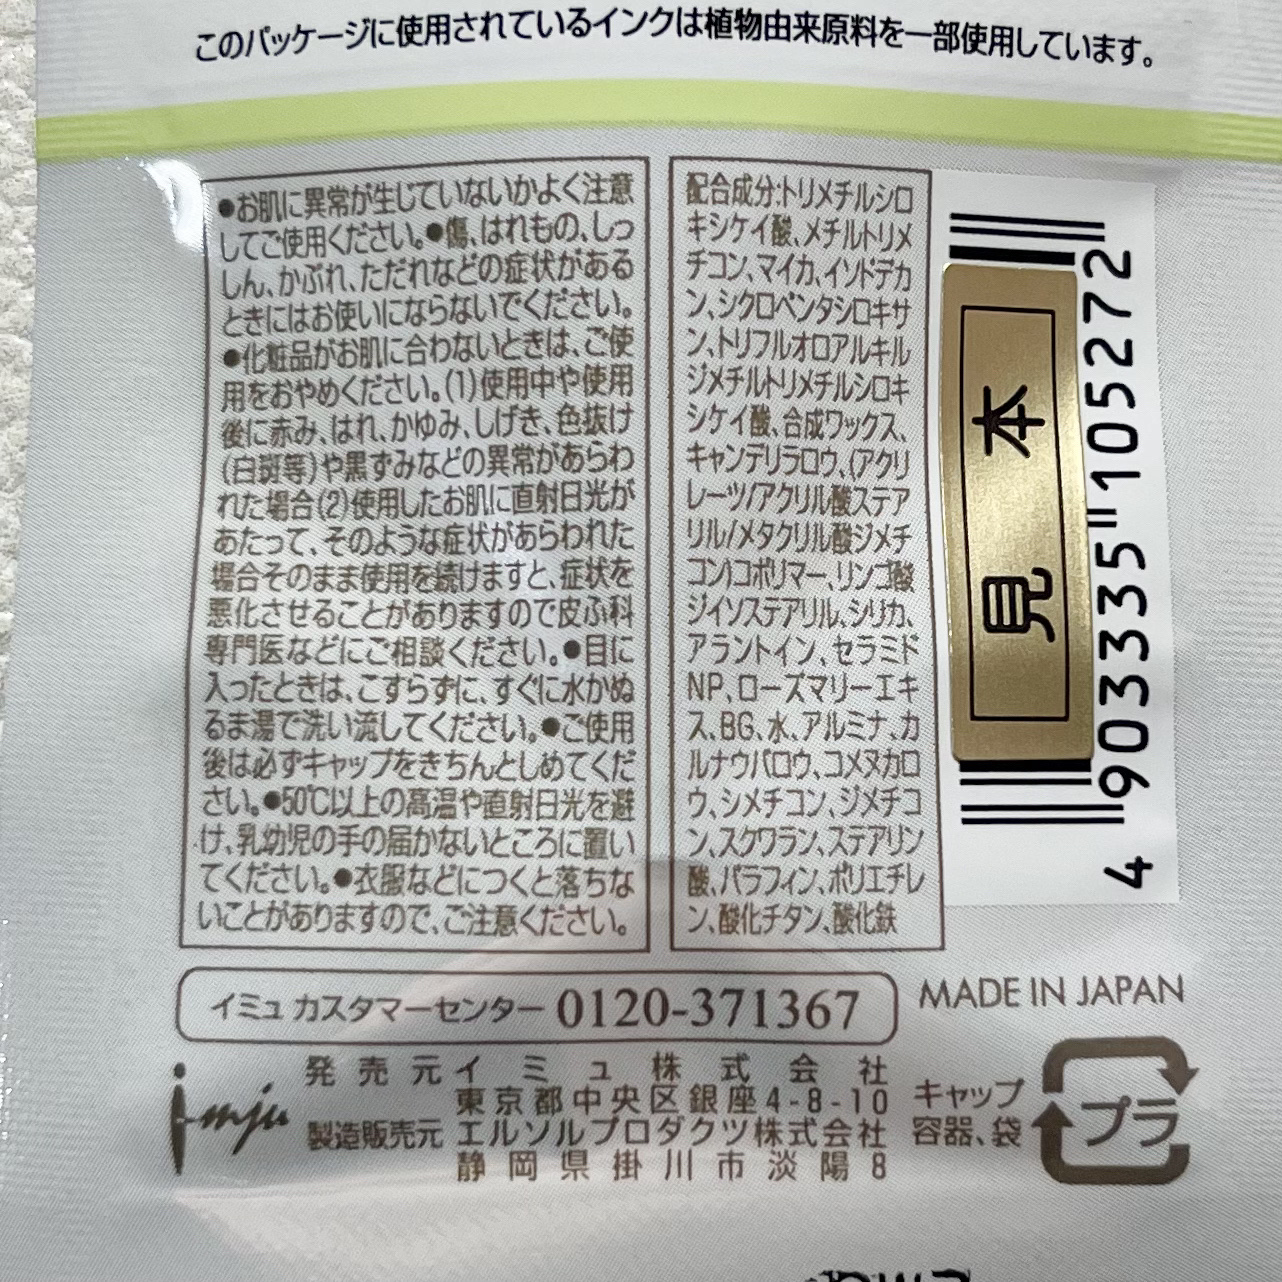 このパッケージに使用されているインクは植物由来原料を一部使用しています。
●お肌に異常が生じていないかよく注意
してご使用ください。●傷、はれもの、しっ
しん、かぶれ、ただれなどの症状がある
ときにはお使いにならないでください。
●化粧品がお肌に合わないときは、ご使
用をおやめください。(1)使用中や使用
後に赤み、はれ、かゆみ、しげき、色抜け
(白斑等)や黒ずみなどの異常があらわ
れた場合(2)使用したお肌に直射日光が
あたって、そのような症状があらわれた
場合そのまま使用を続けますと、症状を
悪化させることがありますので皮ふ科
専門医などにご相談ください。●目に
入ったときは、こすらずに、すぐに水かぬ
るま湯で洗い流してください。●ご使用
後は必ずキャップをきちんとしめてくだ
さい。●50℃以上の高温や直射日光を避
け、乳幼児の手の届かないところに置い
てください。●衣服などにつくと落ちな
いことがありますので、ご注意ください。
配合成分:トリメチルシロ
キシケイ酸、メチルトリメ
チコン、マイカ、イソドデカ
ン、シクロペンタシロキサ
ン、トリフルオロアルキル
ジメチルトリメチルシロキ
シケイ酸、合成ワックス、
キャンデリラロウ、(アクリ
レーツ/アクリル酸ステア
リル/メタクリル酸ジメチ
コン)コポリマー、リンゴ酸
ジイソステアリル、シリカ、
アラントイン、セラミド
NP、ローズマリーエキ
ス、BG、水、アルミナ、カ
ルナウバロウ、コメヌカロ
ウ、シメチコン、ジメチコ
ン、スクワラン、ステアリン
酸、パラフィン、ポリエチレ
ン、酸化チタン、酸化鉄
見本
4903335105272
イミュ カスタマーセンター 0120-371367
MADE IN JAPAN
i-mju
発売元 イミュ株式会社
東京都中央区銀座4-8-10
製造販売元 エルソルプロダクツ株式会社
静岡県掛川市淡陽8
キャップ
容器、袋
プラ